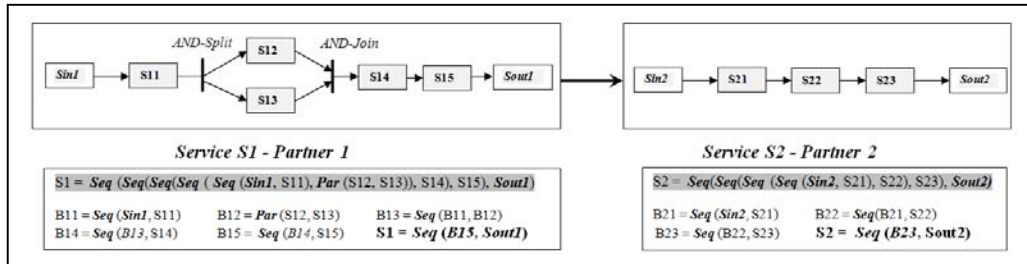 AND-Split
AND-Join
S12
Sin1
S11
S14
S15
Sout1
S13
Sin2
S21
S22
S23
Sout2
Service S1 - Partner 1
Service S2 - Partner 2
S1 = Seq (Seq(Seq(Seq ( Seq (Sin1, S11), Par (S12, S13)), S14), S15), Sout1)
B11 = Seq (Sin1, S11) B12 = Par (S12, S13) B13 = Seq (B11, B12)
B14 = Seq (B13, S14) B15 = Seq (B14, S15) S1 = Seq (B15, Sout1)
S2 = Seq(Seq(Seq (Seq (Sin2, S21), S22), S23), Sout2)
B21 = Seq (Sin2, S21) B22 = Seq(B21, S22)
B23 = Seq (B22, S23) S2 = Seq (B23, Sout2)